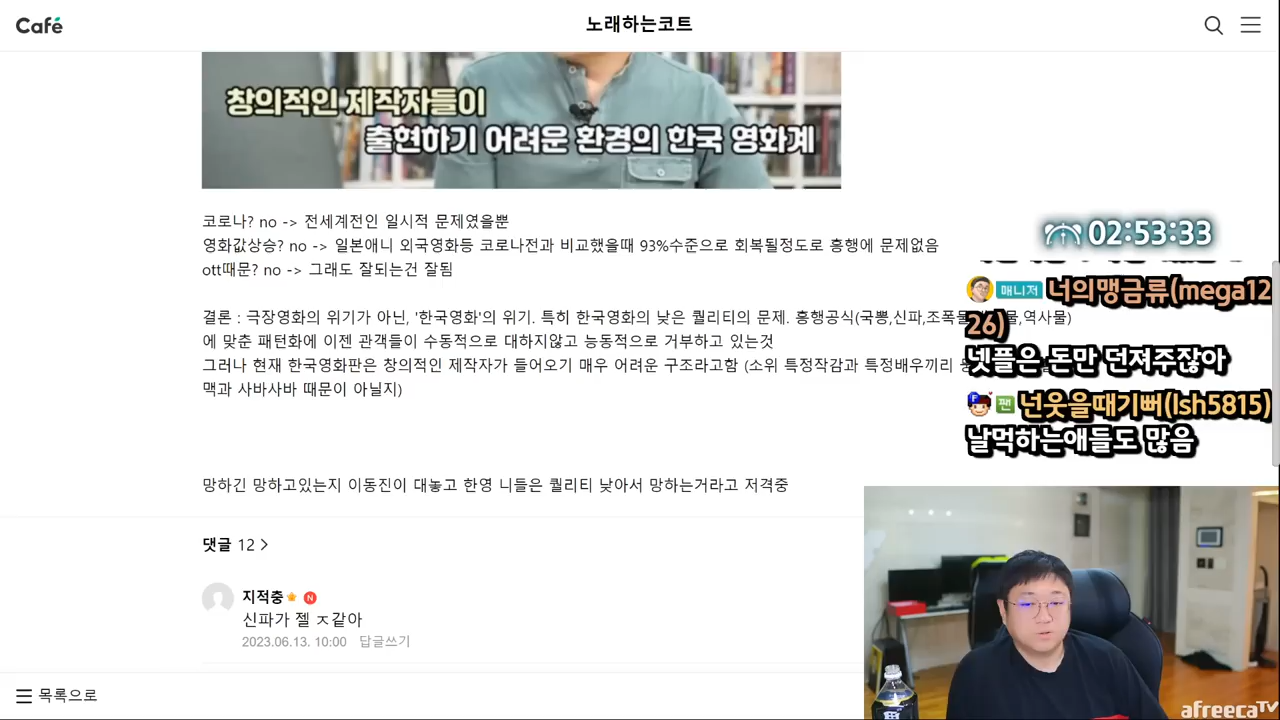 Café
노래하는코트
창의적인 제작자들이
출현하기 어려운 환경의 한국 영화계
코로나? no -> 전세계전인 일시적 문제였을뿐
영화값상승? no -> 일본애니 외국영화등 코로나전과 비교했을때 93%수준으로 회복될정도로 흥행에 문제없음
ott때문? no -> 그래도 잘되는건 잘됨
결론 : 극장영화의 위기가 아닌, '한국영화'의 위기. 특히 한국영화의 낮은 퀄리티의 문제. 흥행공식(국뽕,신파,조폭물 물,역사물)
에 맞춘 패턴화에 이젠 관객들이 수동적으로 대하지않고 능동적으로 거부하고 있는것
그러나 현재 한국영화판은 창의적인 제작자가 들어오기 매우 어려운 구조라고함 (소위 특정작감과 특정배우끼리
맥과 사바사바 때문이 아닐지)
망하긴 망하고있는지 이동진이 대놓고 한영 니들은 퀄리티 낮아서 망하는거라고 저격중
댓글 12
지적충 N
신파가 젤 ㅈ같아
2023.06.13. 10:00 답글쓰기
목록으로
02:53:33
매니저 너의맹금류(mega12
26)
넷플은 돈만 던져주잖아
F 팬 넌웃을때기뻐(lsh5815)
날먹하는애들도 많음
afreecaTV